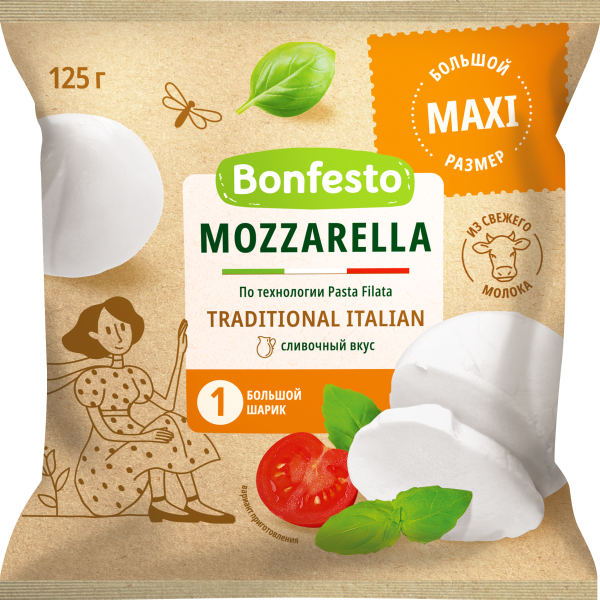 125 г
БОЛЬШОЙ
MAXI
РАЗМЕР
Bonfesto
MOZZARELLA
ИЗ СВЕЖЕГО
МОЛОКА
По технологии Pasta Filata
TRADITIONAL ITALIAN
сливочный вкус
1
БОЛЬШОЙ
ШАРИК
вариант приготовления